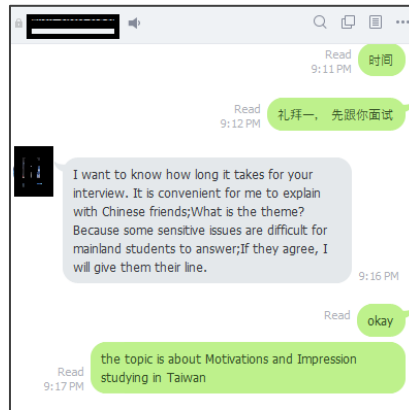 Read
9:11 PM
时间
Read
9:12 PM
礼拜一， 先跟你面试
I want to know how long it takes for your
interview. It is convenient for me to explain
with Chinese friends;What is the theme?
Because some sensitive issues are difficult for
mainland students to answer;If they agree, I
will give them their line.
9:16 PM
Read
okay
the topic is about Motivations and Impression
studying in Taiwan
Read
9:17 PM